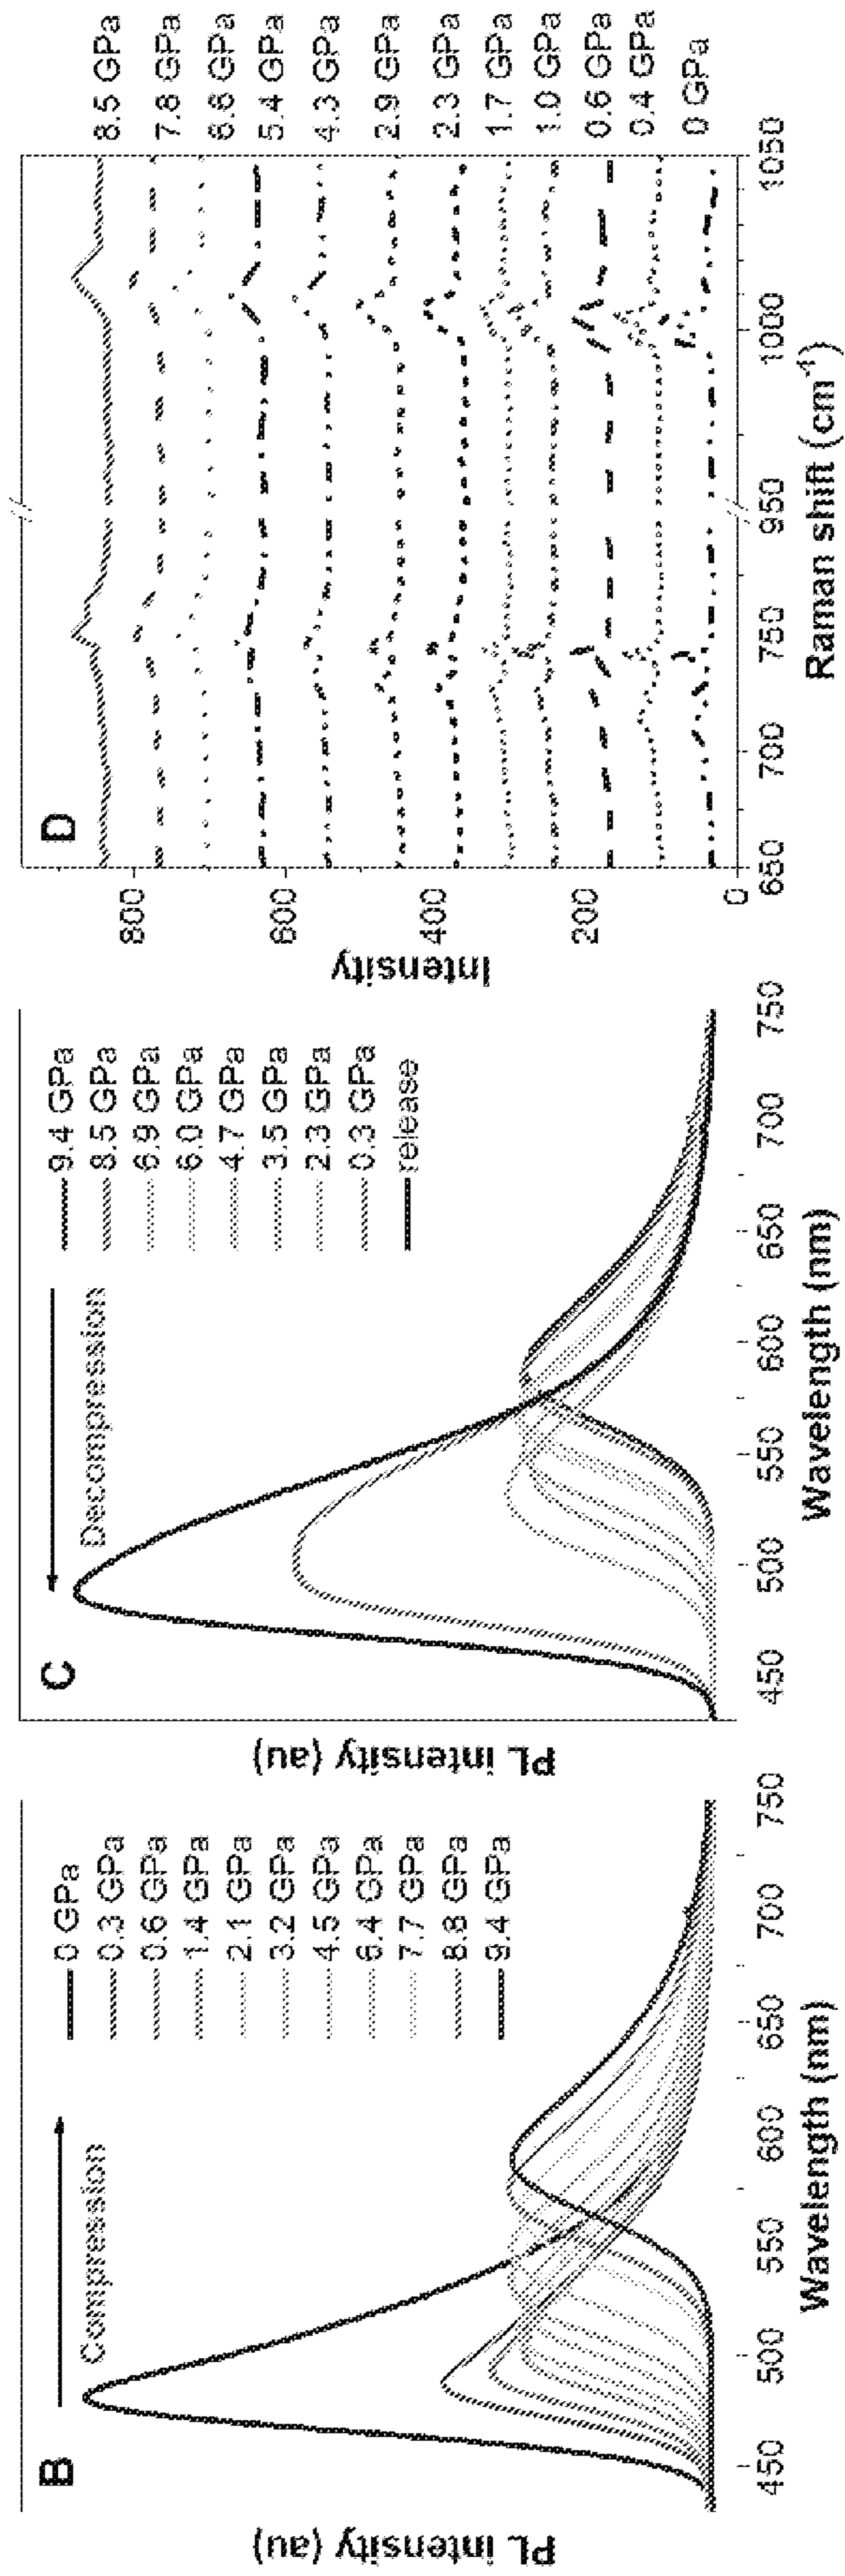 B
Compression
0 GPa
0.3 GPa
0.6 GPa
1.4 GPa
2.1 GPa
3.2 GPa
4.5 GPa
6.4 GPa
7.7 GPa
8.8 GPa
9.4 GPa
PL intensity (au)
450 500 550 600 650 700 750
Wavelength (nm)
C
Decompression
9.4 GPa
8.5 GPa
6.9 GPa
6.0 GPa
4.7 GPa
3.5 GPa
2.3 GPa
0.3 GPa
release
PL intensity (au)
450 500 550 600 650 700 750
Wavelength (nm)
D
8.5 GPa
7.8 GPa
6.8 GPa
5.4 GPa
4.3 GPa
2.9 GPa
2.3 GPa
1.7 GPa
1.0 GPa
0.6 GPa
0.4 GPa
0 GPa
800
600
400
200
0
Intensity
650 700 750 950 1000 1050
Raman shift (cm⁻¹)